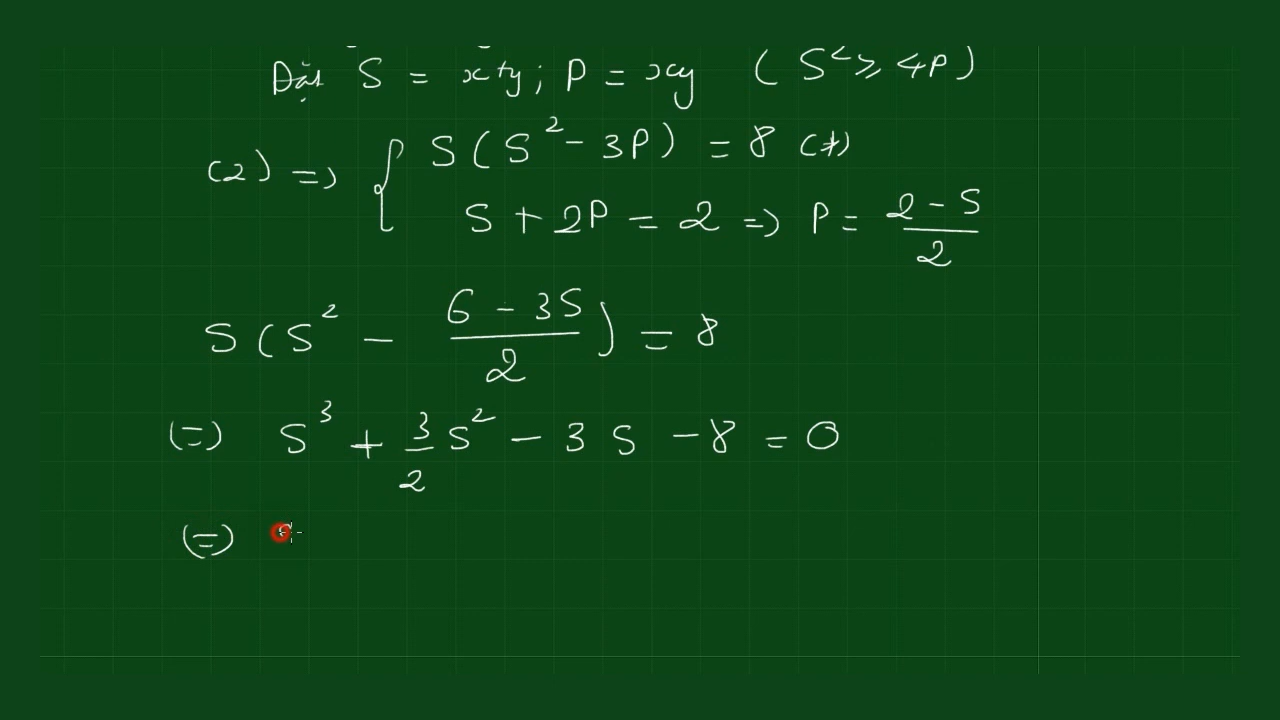 Đặt S = x+y; P = xy (S² ≥ 4P)
(2) => { S(S² - 3P) = 8 (*)
S + 2P = 2 => P = (2 - S)/2
S(S² - (6 - 3S)/2) = 8
(=) S³ + 3/2 S² - 3S - 8 = 0
(=)